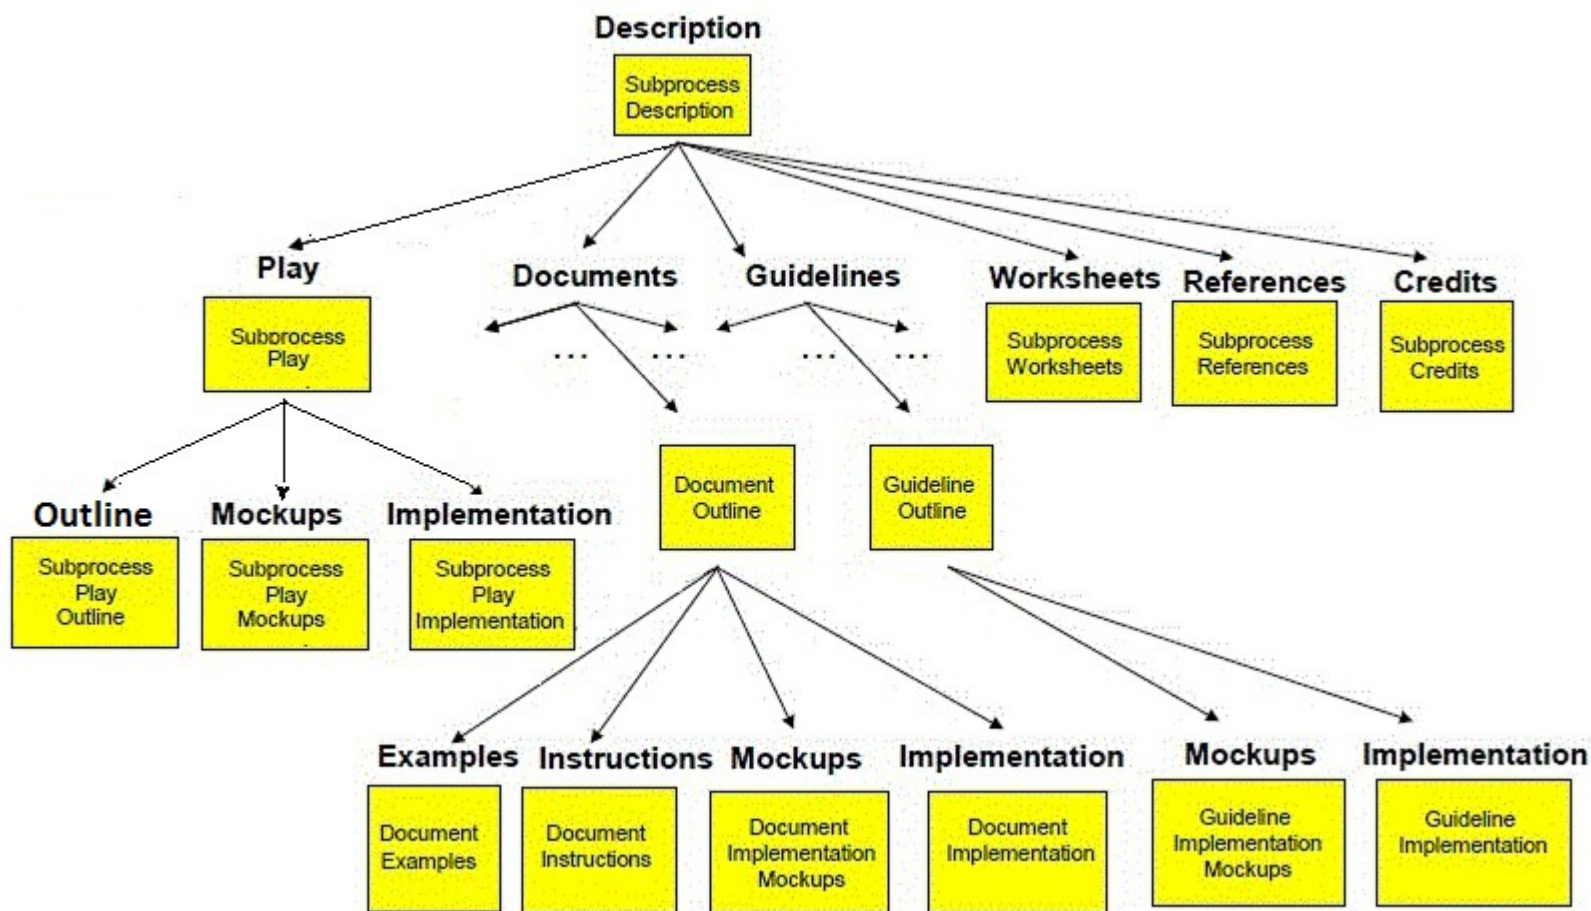 Description
Subprocess
Description
Play
Documents
Guidelines
Worksheets
References
Credits
Subprocess
Play
... ...
... ...
Subprocess
Worksheets
Subprocess
References
Subprocess
Credits
Document
Outline
Guideline
Outline
Outline
Mockups
Implementation
Subprocess
Play
Outline
Subprocess
Play
Mockups
Subprocess
Play
Implementation
Examples
Instructions
Mockups
Implementation
Mockups
Implementation
Document
Examples
Document
Instructions
Document
Implementation
Mockups
Document
Implementation
Guideline
Implementation
Mockups
Guideline
Implementation